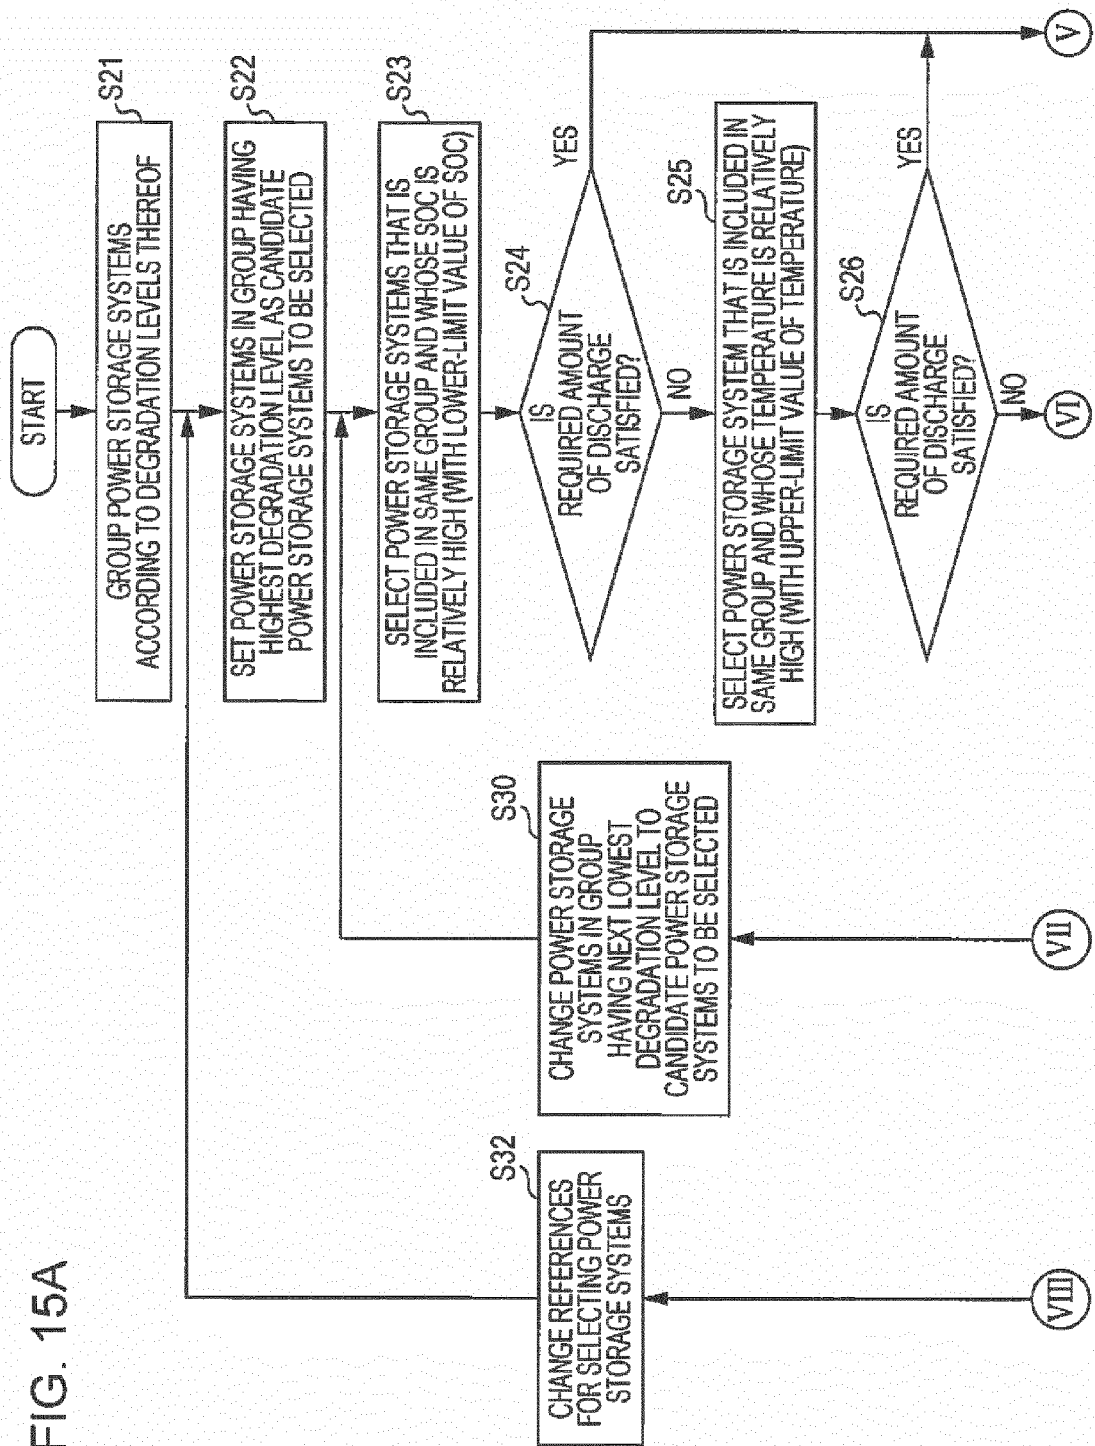 FIG. 15A
START
S21
GROUP POWER STORAGE SYSTEMS
ACCORDING TO DEGRADATION LEVELS THEREOF
S22
SET POWER STORAGE SYSTEMS IN GROUP HAVING
HIGHEST DEGRADATION LEVEL AS CANDIDATE
POWER STORAGE SYSTEMS TO BE SELECTED
S23
SELECT POWER STORAGE SYSTEMS THAT IS
INCLUDED IN SAME GROUP AND WHOSE SOC IS
RELATIVELY HIGH (WITH LOWER-LIMIT VALUE OF SOC)
S24
IS
REQUIRED AMOUNT
OF DISCHARGE
SATISFIED?
YES
NO
S25
SELECT POWER STORAGE SYSTEM THAT IS INCLUDED IN
SAME GROUP AND WHOSE TEMPERATURE IS RELATIVELY
HIGH (WITH UPPER-LIMIT VALUE OF TEMPERATURE)
S26
IS
REQUIRED AMOUNT
OF DISCHARGE
SATISFIED?
YES
NO
S30
CHANGE POWER STORAGE
SYSTEMS IN GROUP
HAVING NEXT LOWEST
DEGRADATION LEVEL TO
CANDIDATE POWER STORAGE
SYSTEMS TO BE SELECTED
S32
CHANGE REFERENCES
FOR SELECTING POWER
STORAGE SYSTEMS
VIII
VII
VI
V